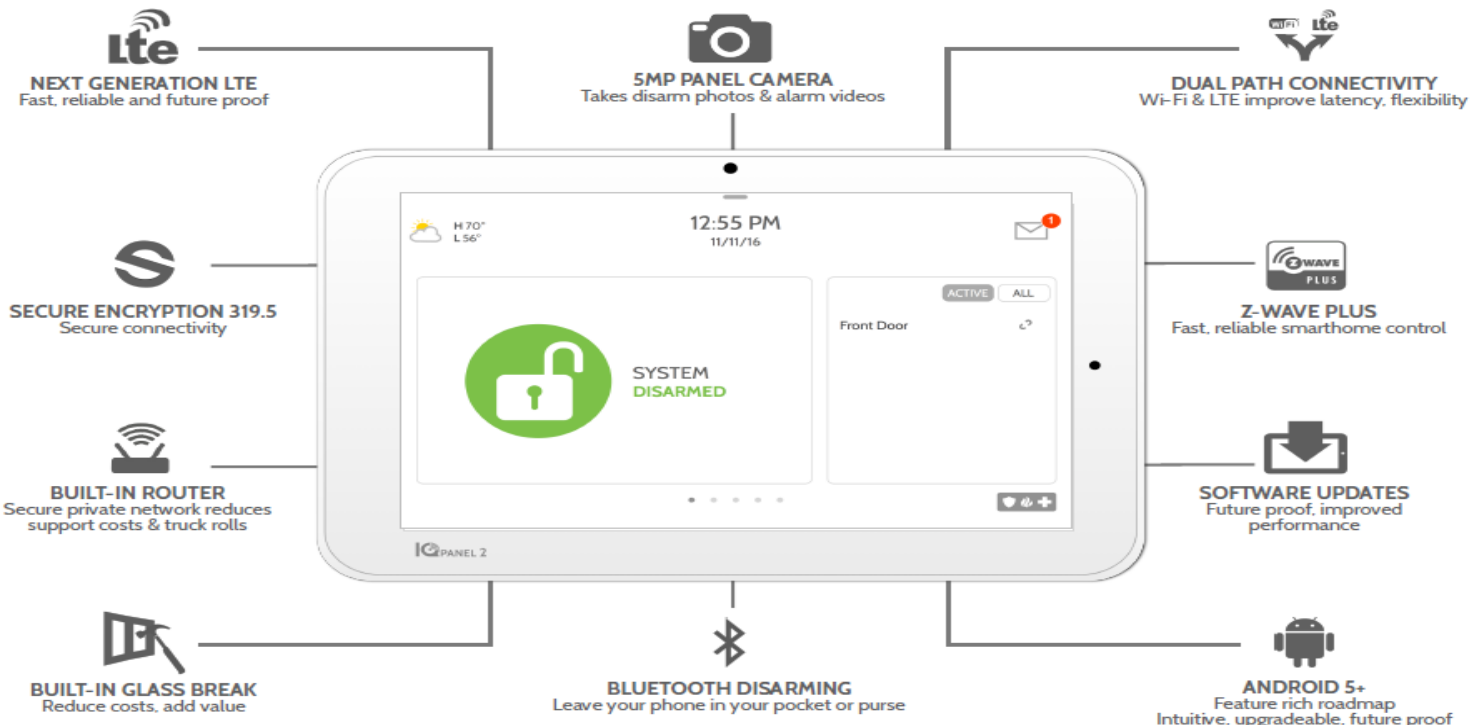 Lte
NEXT GENERATION LTE
Fast, reliable and future proof
5MP PANEL CAMERA
Takes disarm photos & alarm videos
WiFi Lte
DUAL PATH CONNECTIVITY
Wi-Fi & LTE improve latency, flexibility
H 70°
L 56°
12:55 PM
11/11/16
1
S
SECURE ENCRYPTION 319.5
Secure connectivity
ACTIVE ALL
Front Door
SYSTEM
DISARMED
Z WAVE
PLUS
Z-WAVE PLUS
Fast, reliable smarthome control
BUILT-IN ROUTER
Secure private network reduces
support costs & truck rolls
SOFTWARE UPDATES
Future proof, improved
performance
IQ PANEL 2
BUILT-IN GLASS BREAK
Reduce costs, add value
BLUETOOTH DISARMING
Leave your phone in your pocket or purse
ANDROID 5+
Feature rich roadmap
Intuitive, upgradeable, future proof